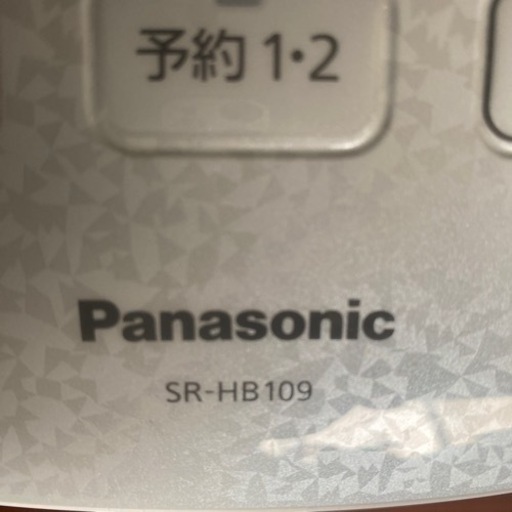 予約 1・2
Panasonic
SR-HB109